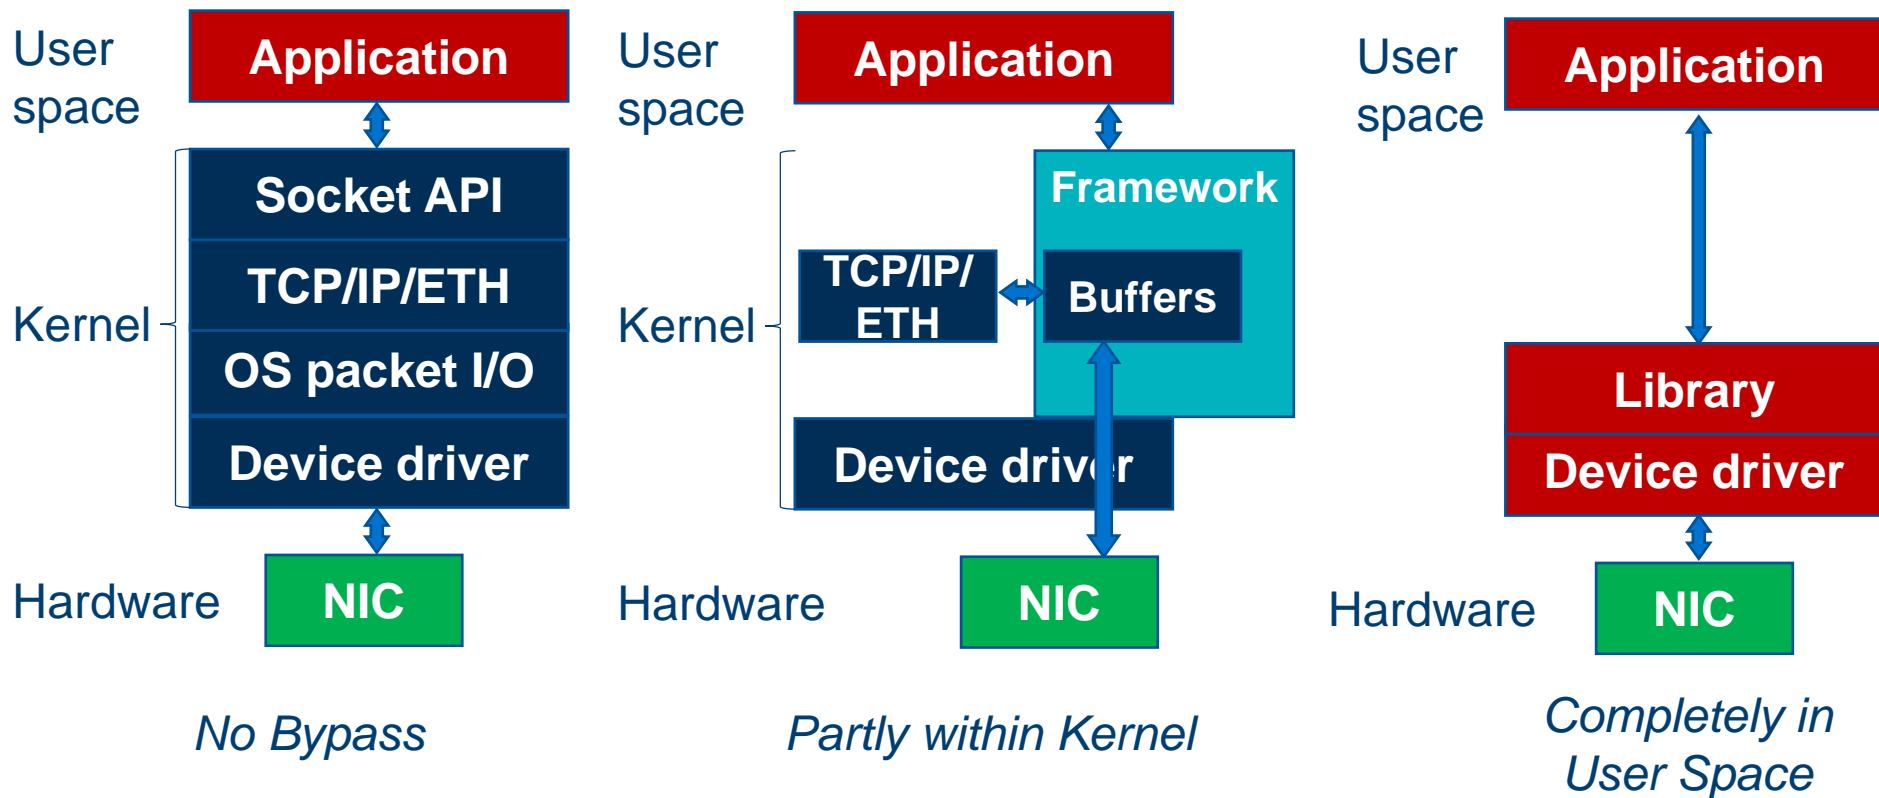 User
space
Application
Socket API
TCP/IP/ETH
OS packet I/O
Device driver
Kernel
Hardware
NIC
No Bypass
User
space
Application
Framework
TCP/IP/
ETH
Buffers
Kernel
Device driver
Hardware
NIC
Partly within Kernel
User
space
Application
Library
Device driver
Hardware
NIC
Completely in
User Space